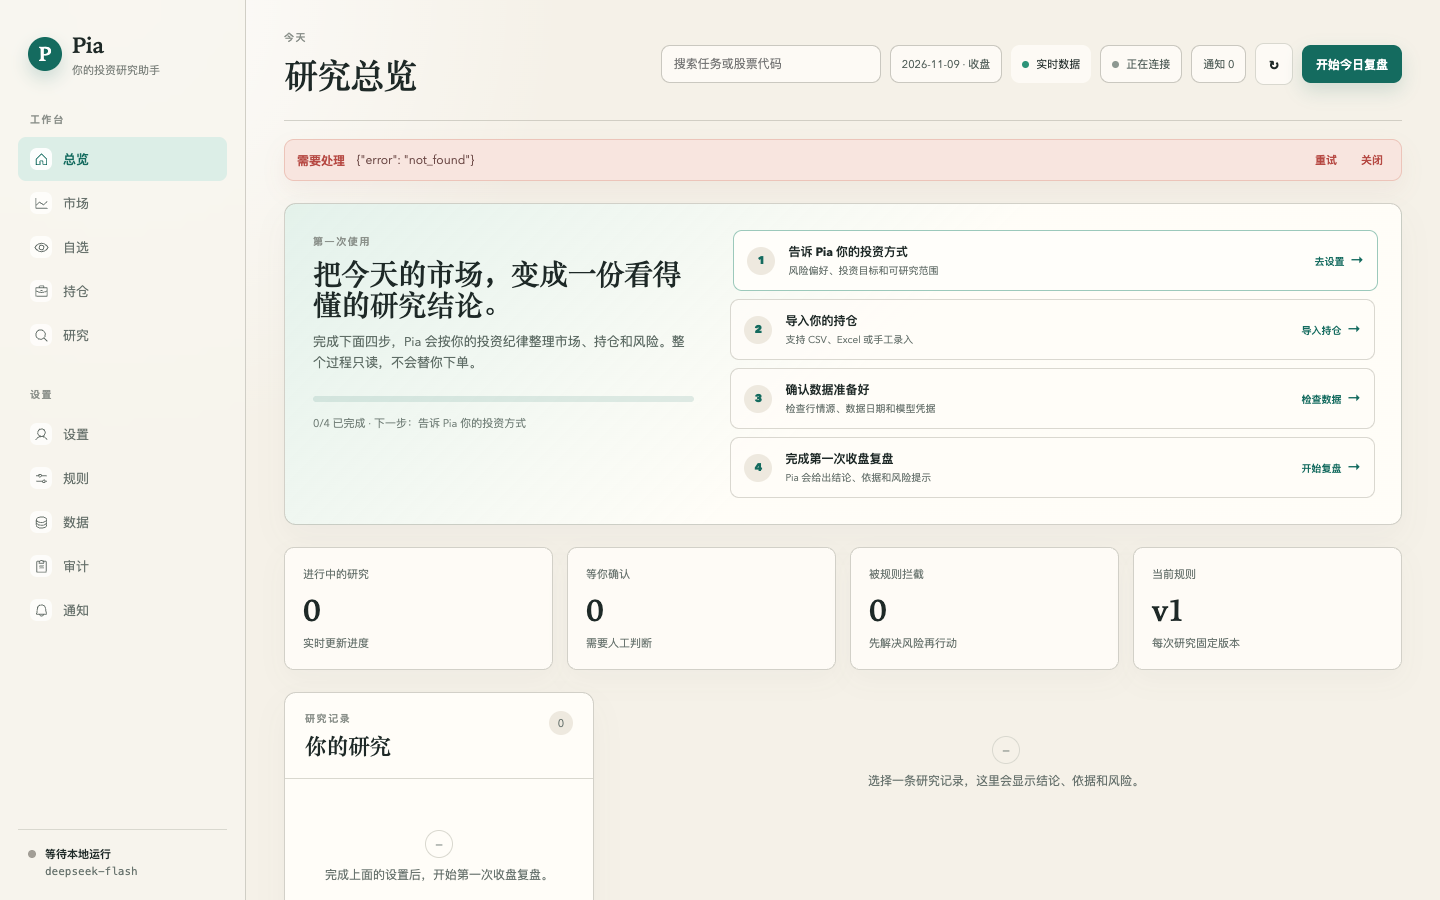 P
Pia
你的投资研究助手
工作台
总览
市场
自选
持仓
研究
设置
设置
规则
数据
审计
通知
等待本地运行
deepseek-flash
今天
研究总览
搜索任务或股票代码
2026-11-09 · 收盘
实时数据
正在连接
通知 0
↻
开始今日复盘
需要处理 {"error": "not_found"}
重试
关闭
第一次使用
把今天的市场，变成一份看得
懂的研究结论。
完成下面四步，Pia 会按你的投资纪律整理市场、持仓和风险。整
个过程只读，不会替你下单。
0/4 已完成 · 下一步：告诉 Pia 你的投资方式
1
告诉 Pia 你的投资方式
风险偏好、投资目标和可研究范围
去设置 →
2
导入你的持仓
支持 CSV、Excel 或手工录入
导入持仓 →
3
确认数据准备好
检查行情源、数据日期和模型凭据
检查数据 →
4
完成第一次收盘复盘
Pia 会给出结论、依据和风险提示
开始复盘 →
进行中的研究
0
实时更新进度
等你确认
0
需要人工判断
被规则拦截
0
先解决风险再行动
当前规则
v1
每次研究固定版本
研究记录
你的研究
0
–
完成上面的设置后，开始第一次收盘复盘。
–
选择一条研究记录，这里会显示结论、依据和风险。